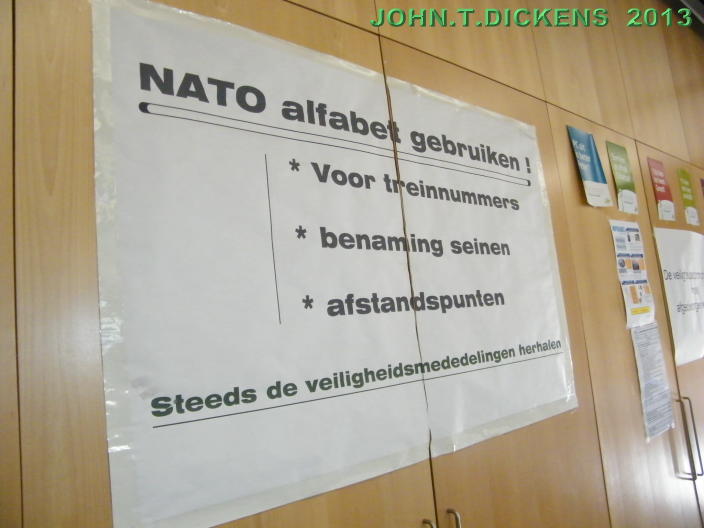 JOHN.T.DICKENS 2013
NATO alfabet gebruiken !
* Voor treinnummers
* benaming seinen
* afstandspunten
Steeds de veiligheidsmededelingen herhalen